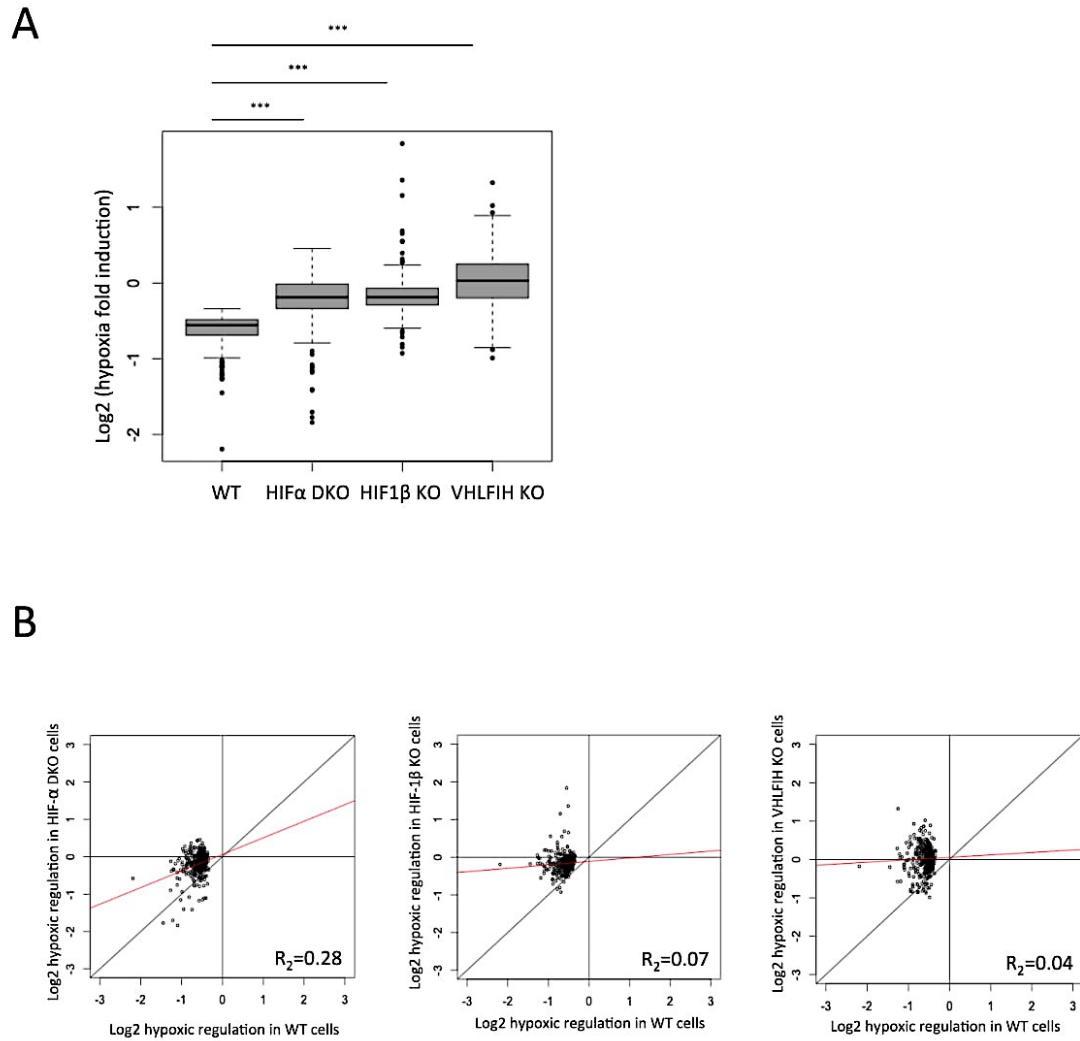 A
***
***
***
Log2 (hypoxia fold induction)
1
0
-1
-2
WT HIFα DKO HIF1β KO VHLFIH KO
B
Log2 hypoxic regulation in HIF-α DKO cells
3
2
1
0
-1
-2
-3
R2=0.28
-3 -2 -1 0 1 2 3
Log2 hypoxic regulation in WT cells
Log2 hypoxic regulation in HIF-1β KO cells
3
2
1
0
-1
-2
-3
R2=0.07
-3 -2 -1 0 1 2 3
Log2 hypoxic regulation in WT cells
Log2 hypoxic regulation in VHLFIH KO cells
3
2
1
0
-1
-2
-3
R2=0.04
-3 -2 -1 0 1 2 3
Log2 hypoxic regulation in WT cells